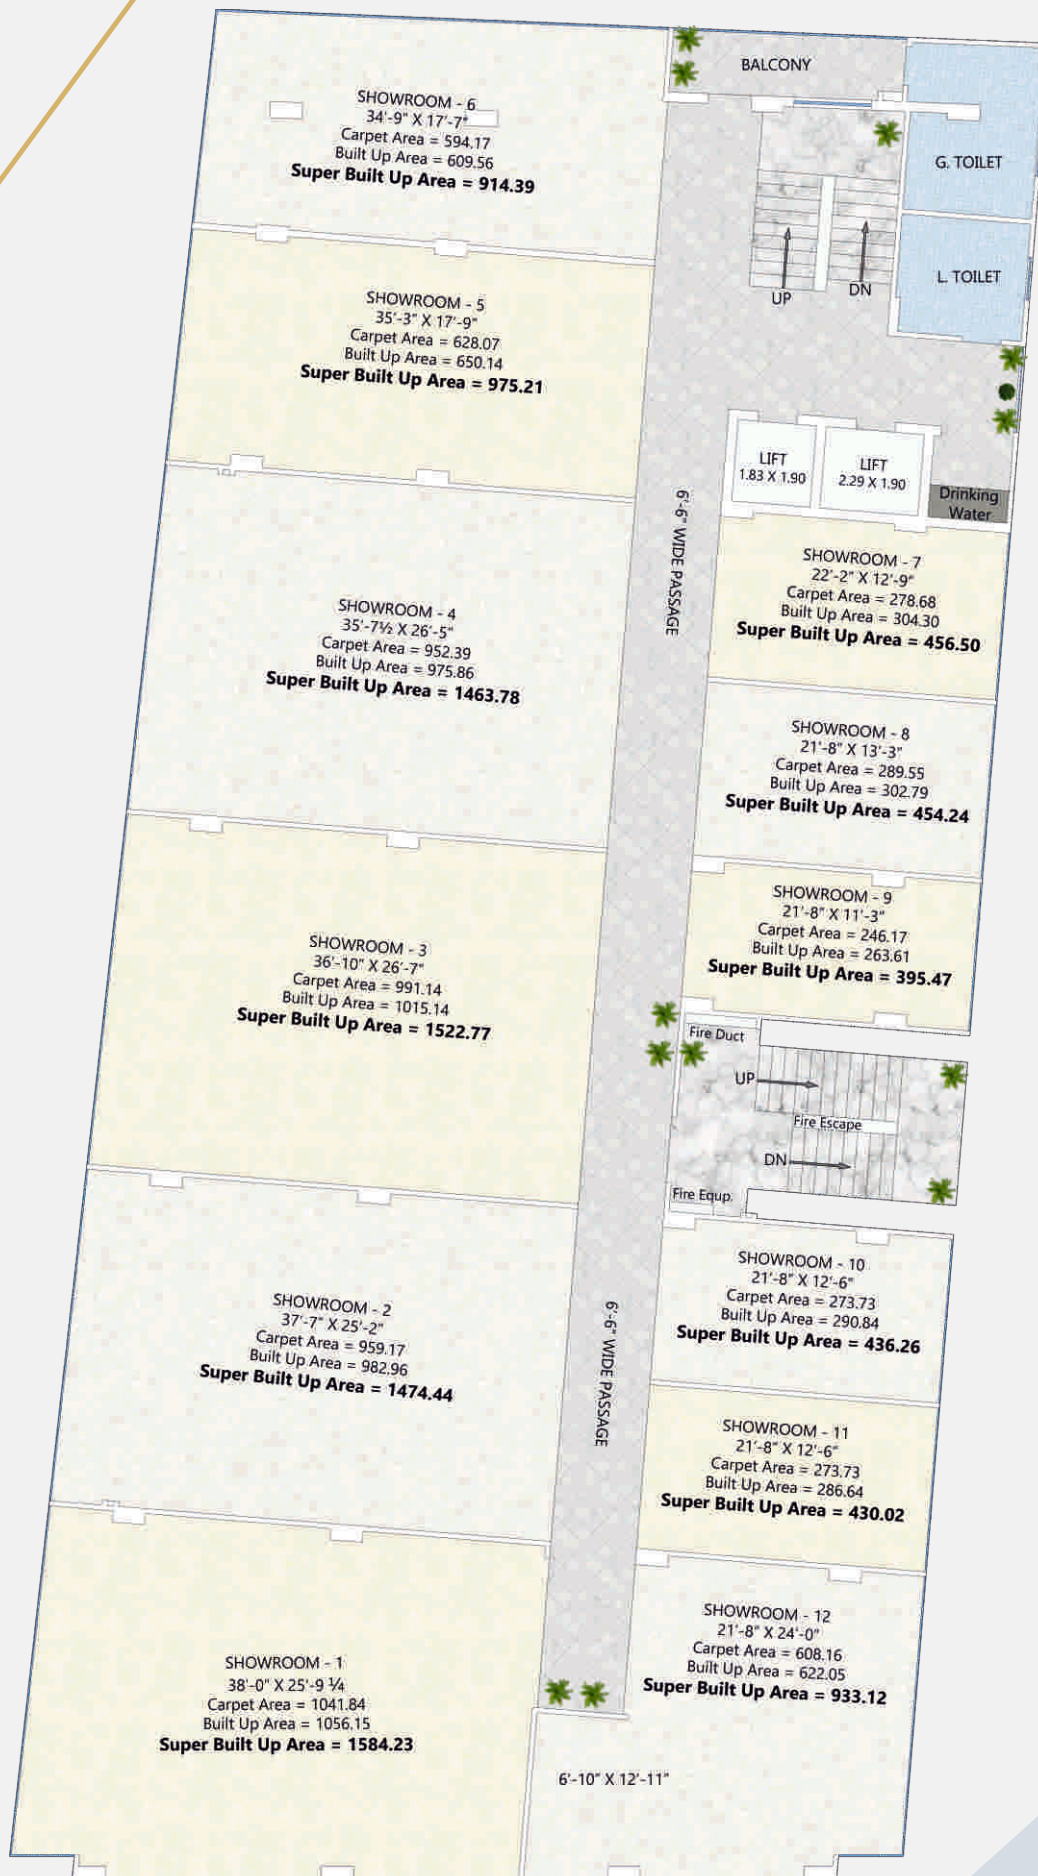 BALCONY
SHOWROOM - 6
34'-9" X 17'-7"
Carpet Area = 594.17
Built Up Area = 609.56
Super Built Up Area = 914.39
G. TOILET
L. TOILET
UP
DN
SHOWROOM - 5
35'-3" X 17'-9"
Carpet Area = 628.07
Built Up Area = 650.14
Super Built Up Area = 975.21
LIFT
1.83 X 1.90
LIFT
2.29 X 1.90
Drinking
Water
6'-6" WIDE PASSAGE
SHOWROOM - 7
22'-2" X 12'-9"
Carpet Area = 278.68
Built Up Area = 304.30
Super Built Up Area = 456.50
SHOWROOM - 4
35'-7½ X 26'-5"
Carpet Area = 952.39
Built Up Area = 975.86
Super Built Up Area = 1463.78
SHOWROOM - 8
21'-8" X 13'-3"
Carpet Area = 289.55
Built Up Area = 302.79
Super Built Up Area = 454.24
SHOWROOM - 9
21'-8" X 11'-3"
Carpet Area = 246.17
Built Up Area = 263.61
Super Built Up Area = 395.47
SHOWROOM - 3
36'-10" X 26'-7"
Carpet Area = 991.14
Built Up Area = 1015.14
Super Built Up Area = 1522.77
Fire Duct
UP
Fire Escape
DN
Fire Equp.
SHOWROOM - 10
21'-8" X 12'-6"
Carpet Area = 273.73
Built Up Area = 290.84
Super Built Up Area = 436.26
SHOWROOM - 2
37'-7" X 25'-2"
Carpet Area = 959.17
Built Up Area = 982.96
Super Built Up Area = 1474.44
6'-6" WIDE PASSAGE
SHOWROOM - 11
21'-8" X 12'-6"
Carpet Area = 273.73
Built Up Area = 286.64
Super Built Up Area = 430.02
SHOWROOM - 12
21'-8" X 24'-0"
Carpet Area = 608.16
Built Up Area = 622.05
Super Built Up Area = 933.12
SHOWROOM - 1
38'-0" X 25'-9 ¼
Carpet Area = 1041.84
Built Up Area = 1056.15
Super Built Up Area = 1584.23
6'-10" X 12'-11"